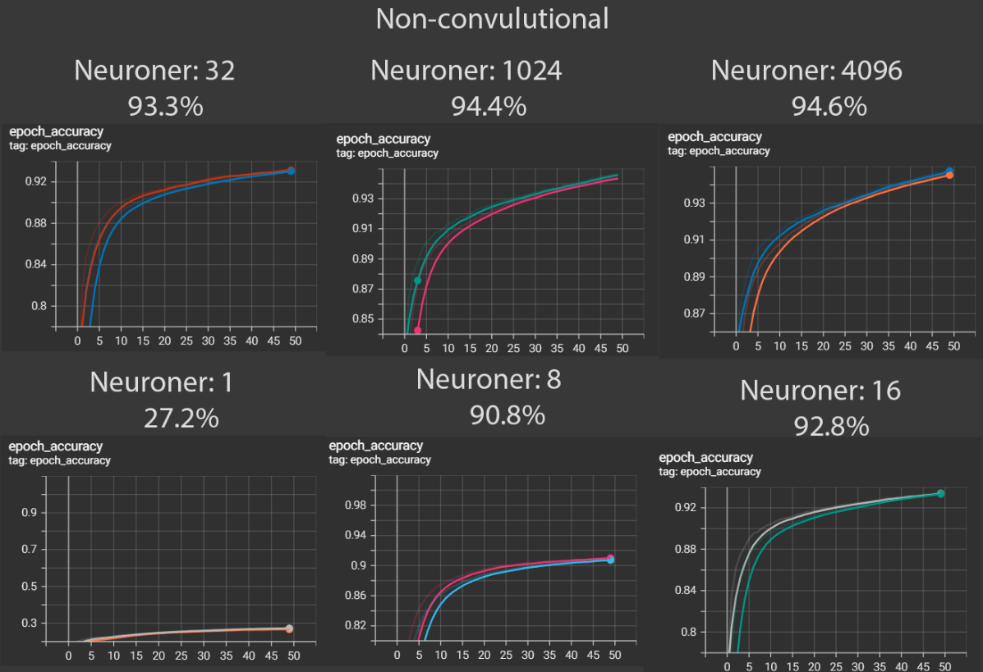 Non-convulutional
Neuroner: 32
93.3%
epoch_accuracy
tag: epoch_accuracy
0.92
0.88
0.84
0.8
0 5 10 15 20 25 30 35 40 45 50
Neuroner: 1024
94.4%
epoch_accuracy
tag: epoch_accuracy
0.93
0.91
0.89
0.87
0.85
0 5 10 15 20 25 30 35 40 45 50
Neuroner: 4096
94.6%
epoch_accuracy
tag: epoch_accuracy
0.93
0.91
0.89
0.87
0 5 10 15 20 25 30 35 40 45 50
Neuroner: 1
27.2%
epoch_accuracy
tag: epoch_accuracy
0.9
0.7
0.5
0.3
0 5 10 15 20 25 30 35 40 45 50
Neuroner: 8
90.8%
epoch_accuracy
tag: epoch_accuracy
0.98
0.94
0.9
0.86
0.82
0 5 10 15 20 25 30 35 40 45 50
Neuroner: 16
92.8%
epoch_accuracy
tag: epoch_accuracy
0.92
0.88
0.84
0.8
0 5 10 15 20 25 30 35 40 45 50